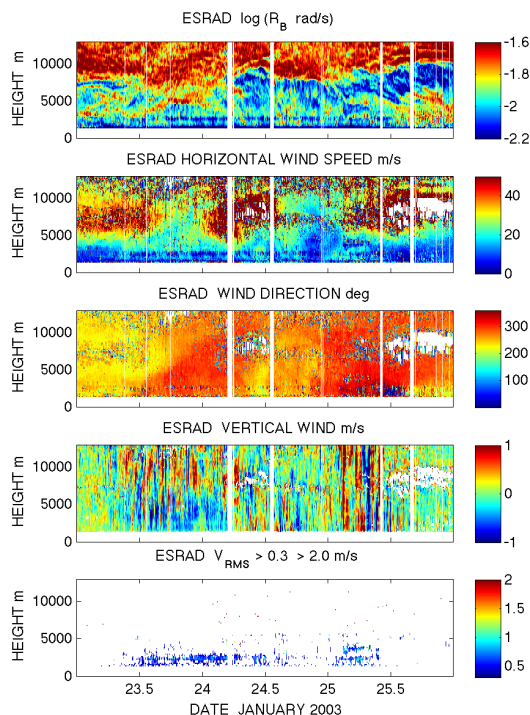 ESRAD log (R_B rad/s)
HEIGHT m
10000
5000
0
-1.6
-1.8
-2
-2.2
ESRAD HORIZONTAL WIND SPEED m/s
HEIGHT m
10000
5000
0
40
20
0
ESRAD WIND DIRECTION deg
HEIGHT m
10000
5000
0
300
200
100
ESRAD VERTICAL WIND m/s
HEIGHT m
10000
5000
0
1
0
-1
ESRAD V_RMS > 0.3 > 2.0 m/s
HEIGHT m
10000
5000
0
2
1.5
1
0.5
23.5 24 24.5 25 25.5
DATE JANUARY 2003